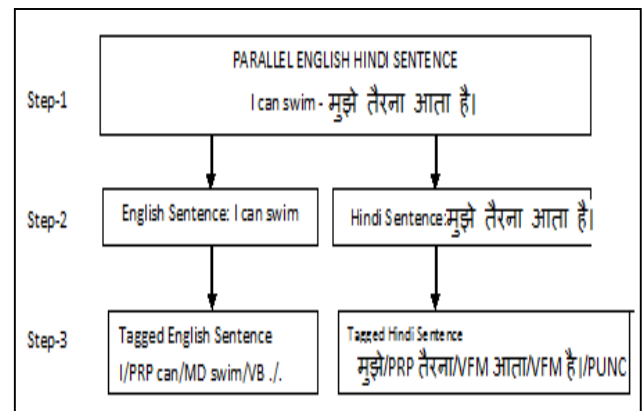 PARALLEL ENGLISH HINDI SENTENCE
Step-1
I can swim - मुझे तैरना आता है।
Step-2
English Sentence: I can swim
Hindi Sentence:मुझे तैरना आता है।
Step-3
Tagged English Sentence
I/PRP can/MD swim/VB ./.
Tagged Hindi Sentence
मुझे/PRP तैरना/VFM आता/VFM है।/PUNC